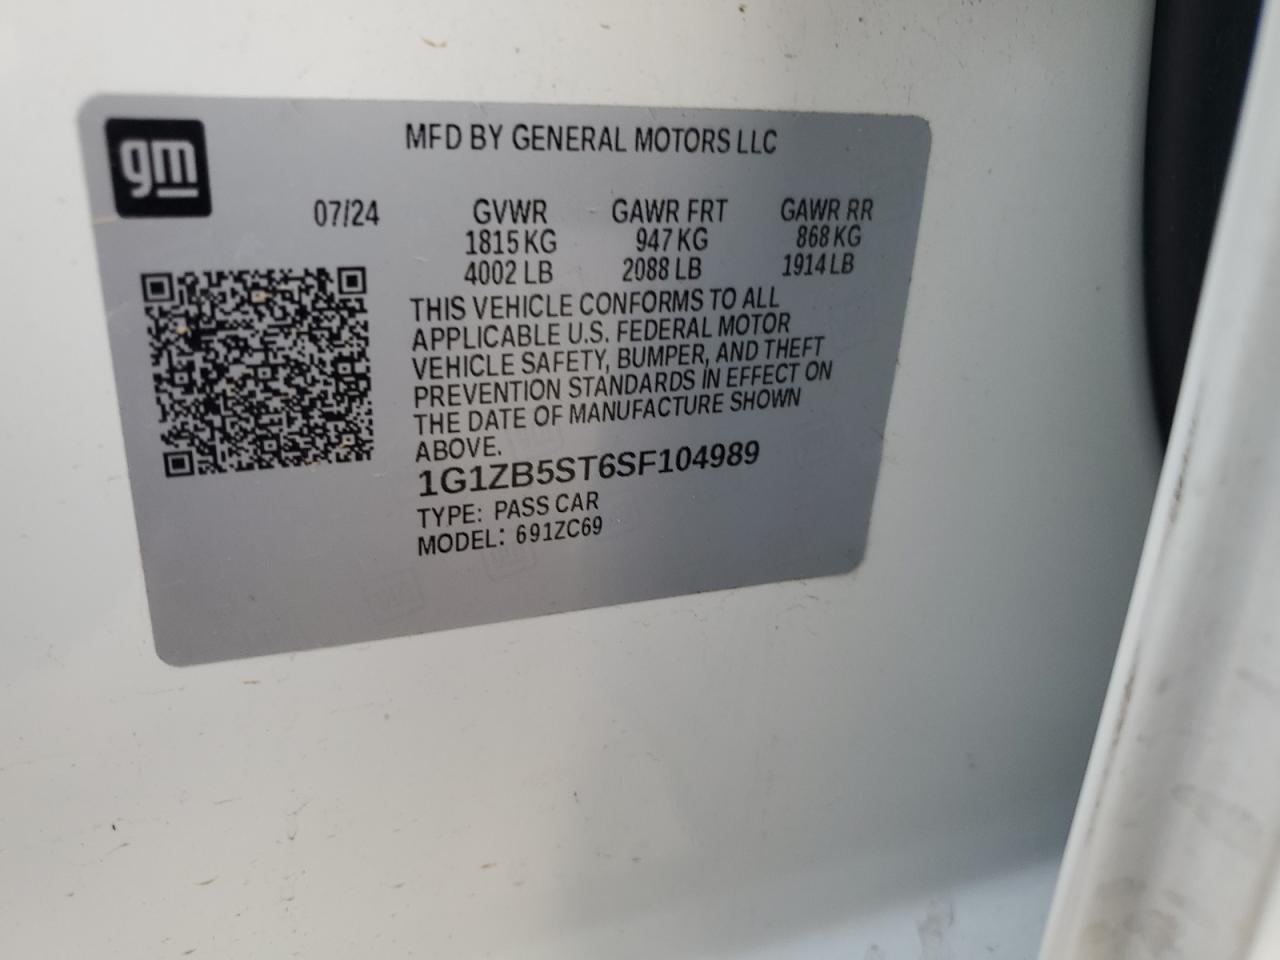 gm
MFD BY GENERAL MOTORS LLC
07/24 GVWR GAWR FRT GAWR RR
1815 KG 947 KG 868 KG
4002 LB 2088 LB 1914 LB
THIS VEHICLE CONFORMS TO ALL
APPLICABLE U.S. FEDERAL MOTOR
VEHICLE SAFETY, BUMPER, AND THEFT
PREVENTION STANDARDS IN EFFECT ON
THE DATE OF MANUFACTURE SHOWN
ABOVE.
1G1ZB5ST6SF104989
TYPE: PASS CAR
MODEL: 691ZC69